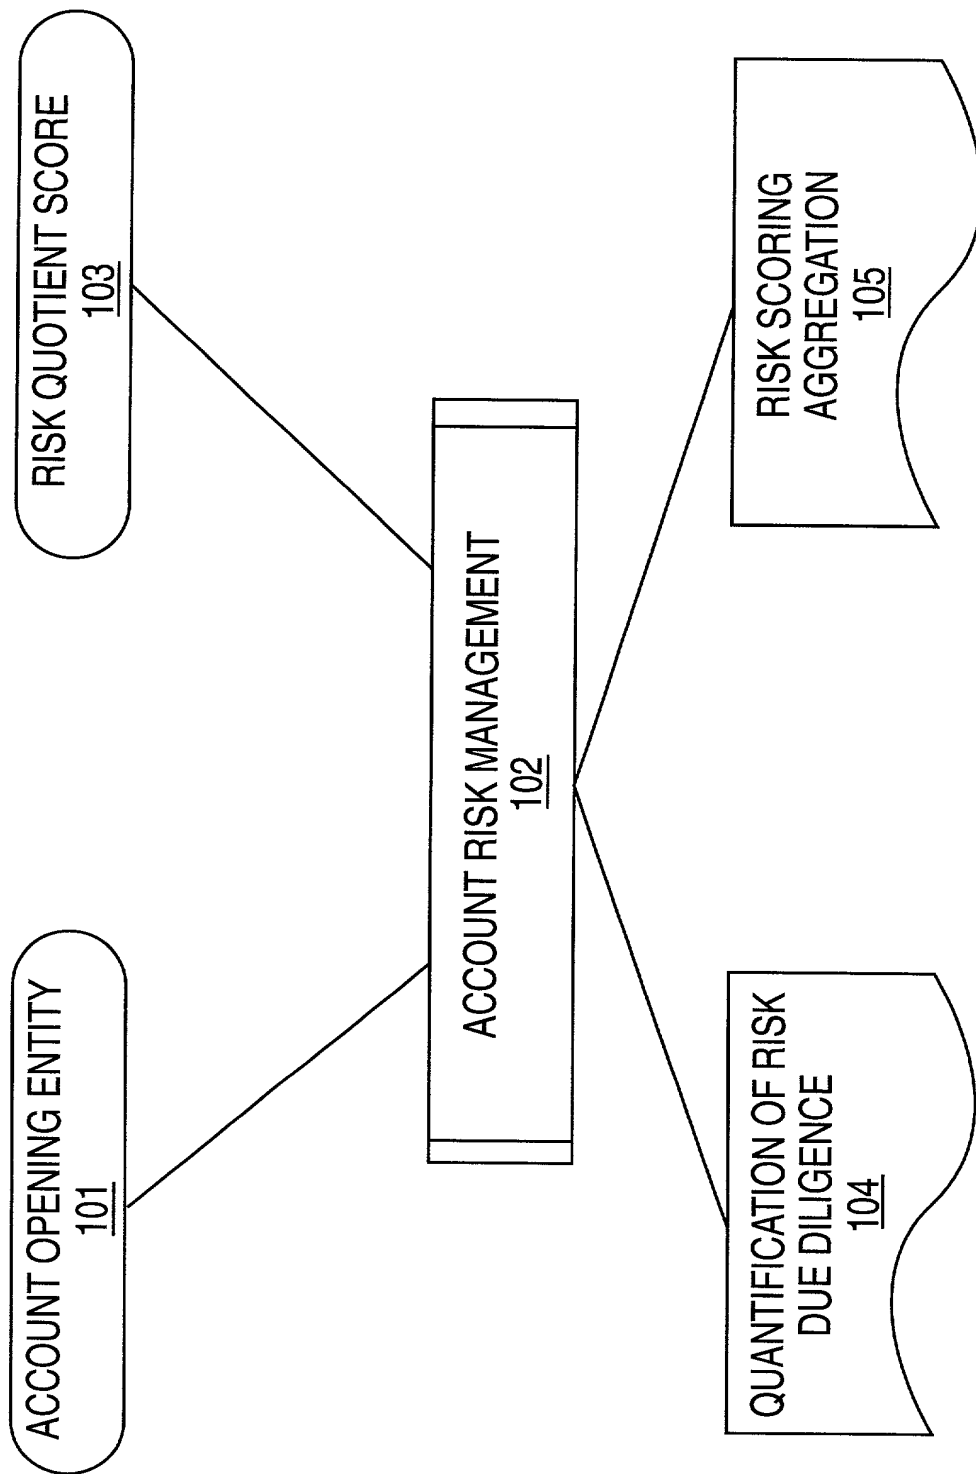 ACCOUNT OPENING ENTITY
101
RISK QUOTIENT SCORE
103
ACCOUNT RISK MANAGEMENT
102
QUANTIFICATION OF RISK
DUE DILIGENCE
104
RISK SCORING
AGGREGATION
105